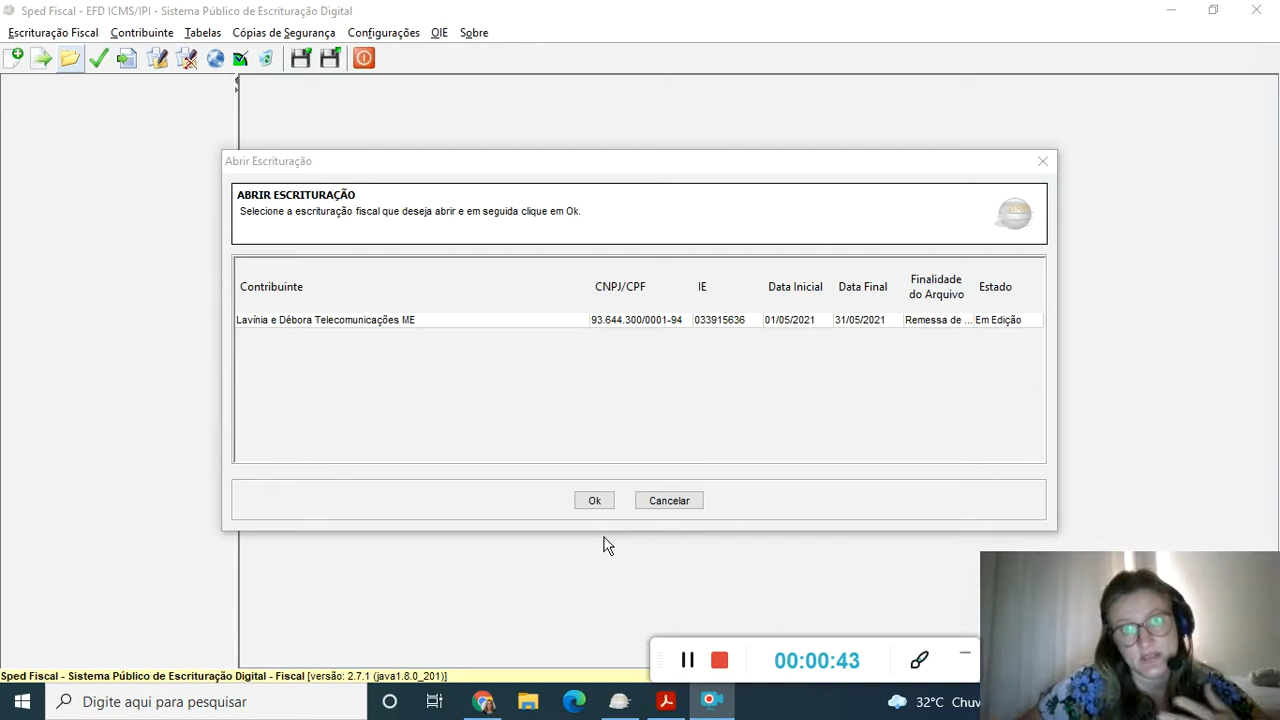 Sped Fiscal - EFD ICMS/IPI - Sistema Público de Escrituração Digital
Escrituração Fiscal Contribuinte Tabelas Cópias de Segurança Configurações OIE Sobre
Abrir Escrituração
ABRIR ESCRITURAÇÃO
Selecione a escrituração fiscal que deseja abrir e em seguida clique em Ok.
Contribuinte CNPJ/CPF IE Data Inicial Data Final Finalidade do Arquivo Estado
Lavínia e Débora Telecomunicações ME 93.644.300/0001-94 033915636 01/05/2021 31/05/2021 Remessa de ... Em Edição
Ok Cancelar
00:00:43
Sped Fiscal - Sistema Público de Escrituração Digital - Fiscal [versão: 2.7.1 (java1.8.0_201)]
Digite aqui para pesquisar
32°C Chuv